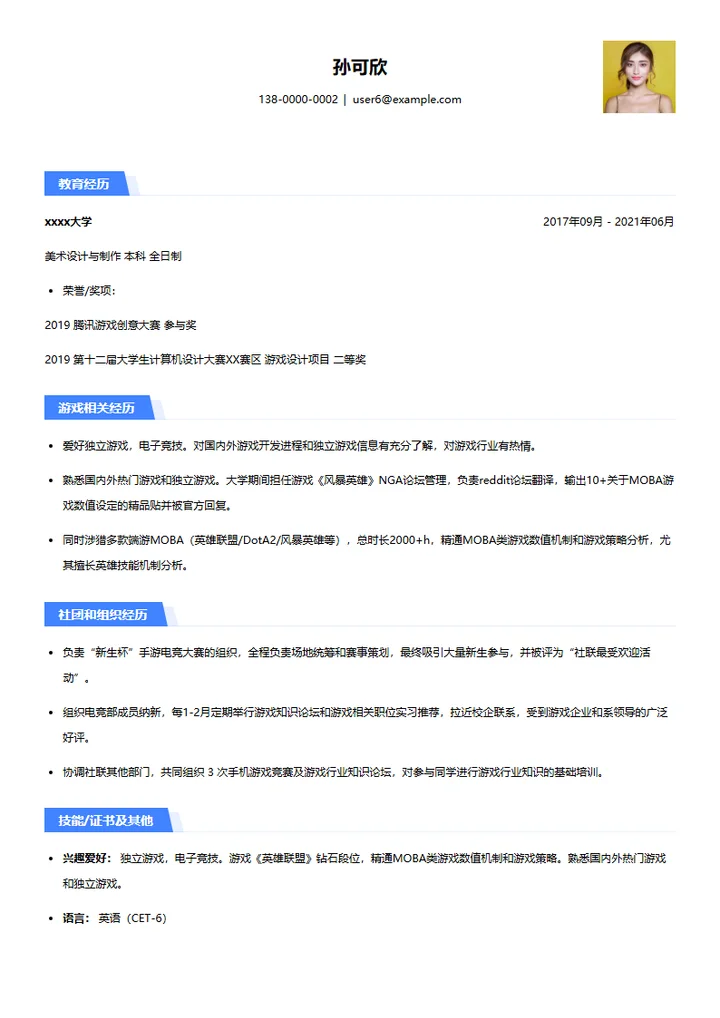 孙可欣
138-0000-0002 | user6@example.com
教育经历
xxxx大学 2017年09月 - 2021年06月
美术设计与制作 本科 全日制
• 荣誉/奖项：
2019 腾讯游戏创意大赛 参与奖
2019 第十二届大学生计算机设计大赛XX赛区 游戏设计项目 二等奖
游戏相关经历
• 爱好独立游戏，电子竞技。对国内外游戏开发进程和独立游戏信息有充分了解，对游戏行业有热情。
• 熟悉国内外热门游戏和独立游戏。大学期间担任游戏《风暴英雄》NGA论坛管理，负责reddit论坛翻译，输出10+关于MOBA游
戏数值设定的精品贴并被官方回复。
• 同时涉猎多款端游MOBA（英雄联盟/DotA2/风暴英雄等），总时长2000+h，精通MOBA类游戏数值机制和游戏策略分析，尤
其擅长英雄技能机制分析。
社团和组织经历
• 负责“新生杯”手游电竞大赛的组织，全程负责场地统筹和赛事策划，最终吸引大量新生参与，并被评为“社联最受欢迎活
动”。
• 组织电竞部成员纳新，每1-2月定期举行游戏知识论坛和游戏相关职位实习推荐，拉近校企联系，受到游戏企业和系领导的广泛
好评。
• 协调社联其他部门，共同组织 3 次手机游戏竞赛及游戏行业知识论坛，对参与同学进行游戏行业知识的基础培训。
技能/证书及其他
• 兴趣爱好： 独立游戏，电子竞技。游戏《英雄联盟》钻石段位，精通MOBA类游戏数值机制和游戏策略。熟悉国内外热门游戏
和独立游戏。
• 语言： 英语（CET-6）